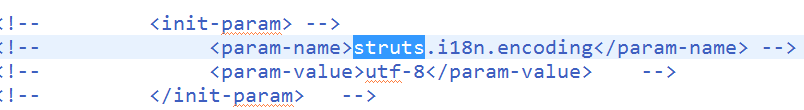 <!--        <init-param> -->
<!--            <param-name>struts.i18n.encoding</param-name> -->
<!--            <param-value>utf-8</param-value>    -->
<!--        </init-param>   -->